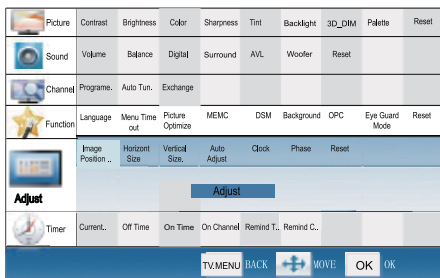 Picture Contrast Brightness Color Sharpness Tint Backlight 3D_DIM Palette Reset
Sound Volume Balance Digital Surround AVL Woofer Reset
Channel Programe. Auto Tun. Exchange
Function Language Menu Time out Picture Optimize MEMC DSM Background OPC Eye Guard Mode Reset
Adjust Image Position .. Horizont Size Vertical Size. Auto Adjust Clock Phase Reset
Adjust
Timer Current.. Off Time On Time On Channel Remind T.. Remind C..
TV.MENU BACK MOVE OK OK